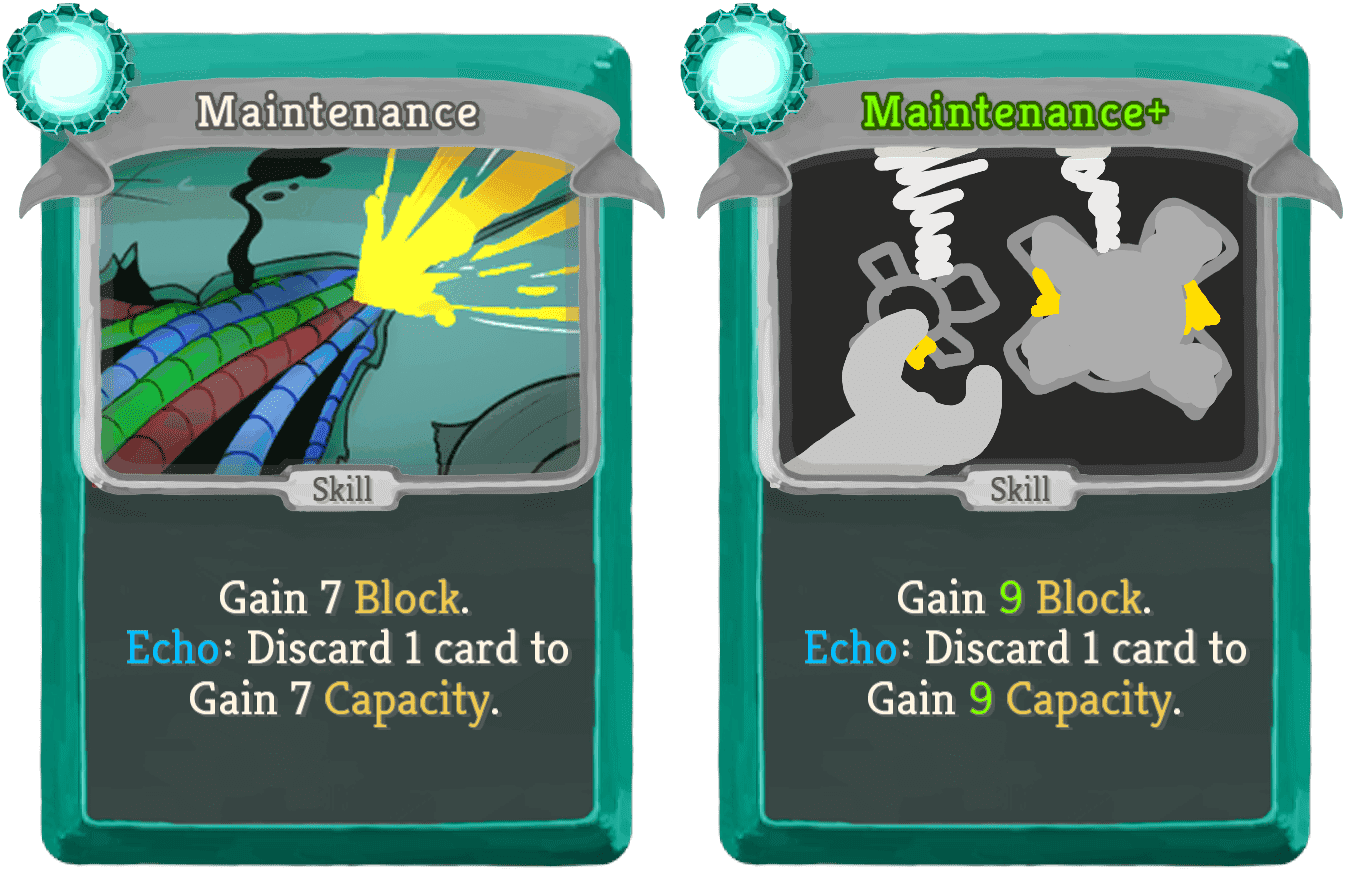 Maintenance
Skill
Gain 7 Block.
Echo: Discard 1 card to
Gain 7 Capacity.
Maintenance+
Skill
Gain 9 Block.
Echo: Discard 1 card to
Gain 9 Capacity.